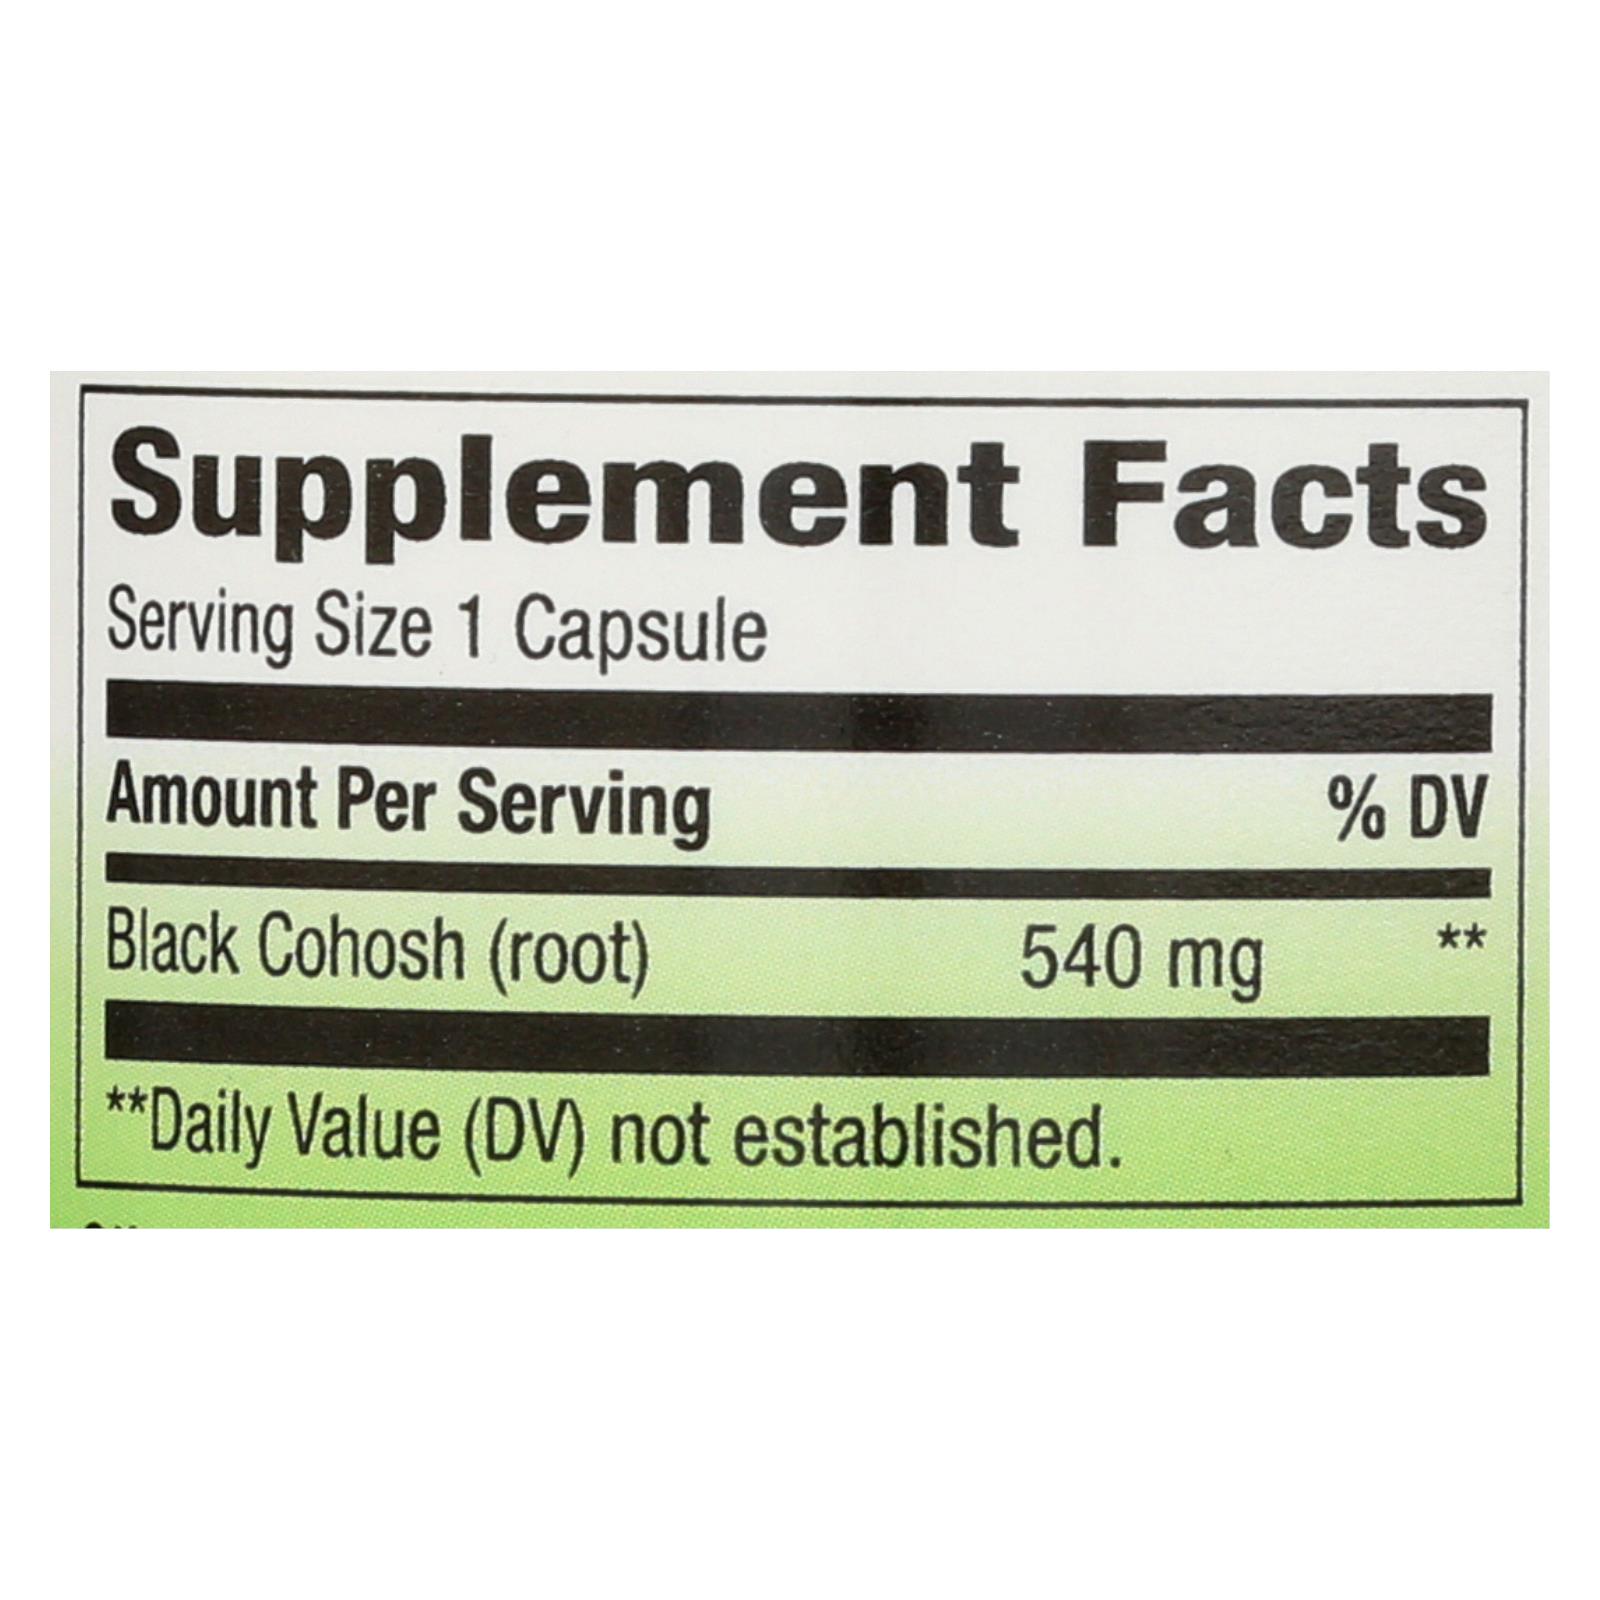 Supplement Facts
Serving Size 1 Capsule
Amount Per Serving % DV
Black Cohosh (root) 540 mg **
**Daily Value (DV) not established.